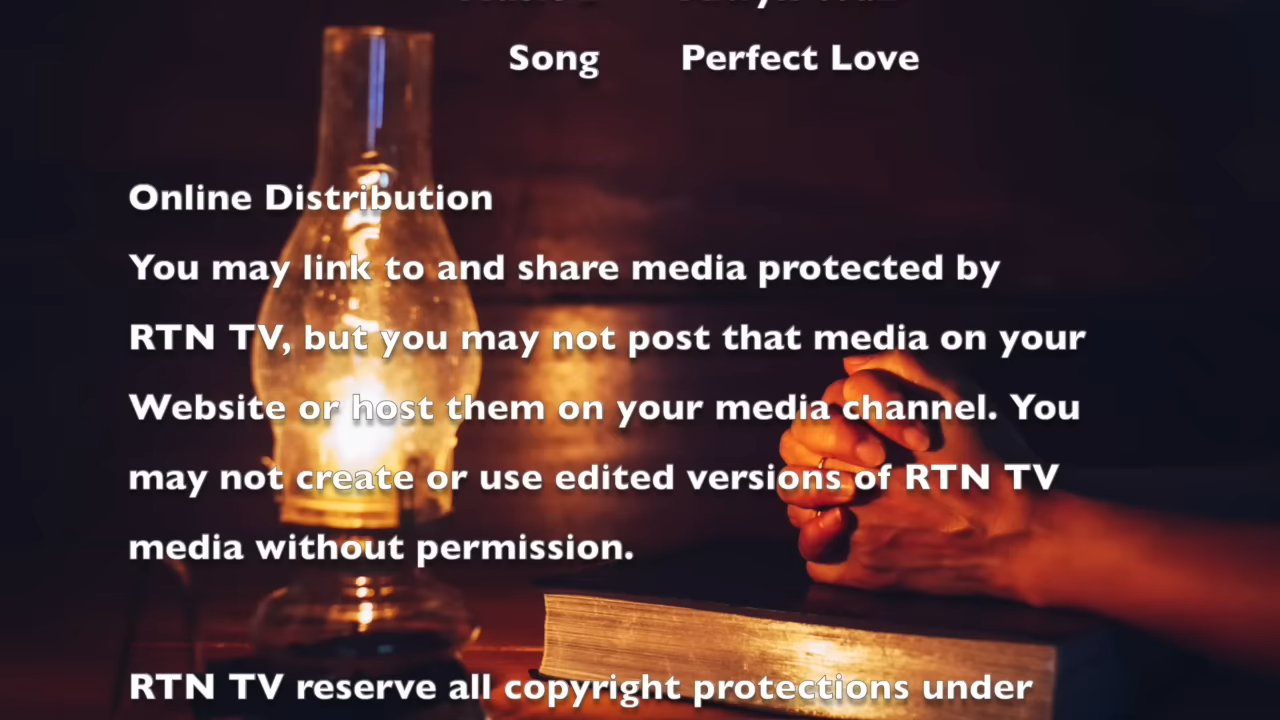 Song Perfect Love
Online Distribution
You may link to and share media protected by
RTN TV, but you may not post that media on your
Website or host them on your media channel. You
may not create or use edited versions of RTN TV
media without permission.
RTN TV reserve all copyright protections under